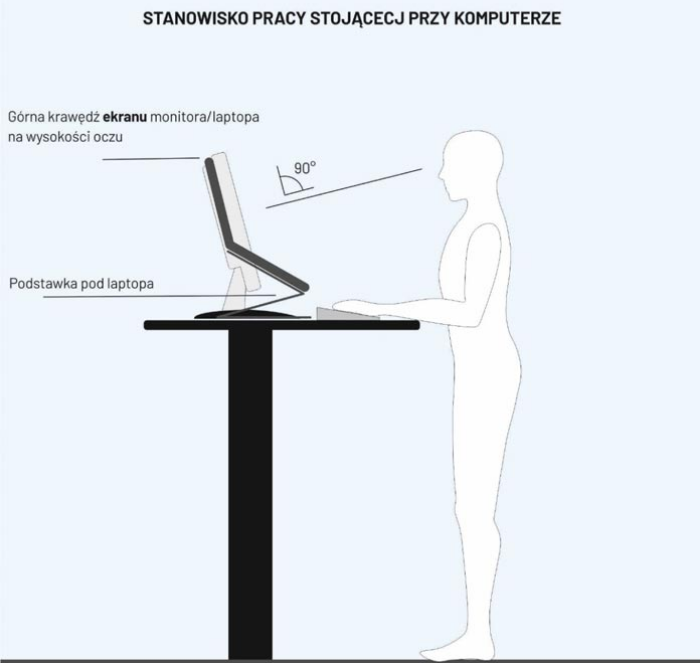 STANOWISKO PRACY STOJĄCECJ PRZY KOMPUTERZE
Górna krawędź ekranu monitora/laptopa
na wysokości oczu
90°
Podstawka pod laptopa